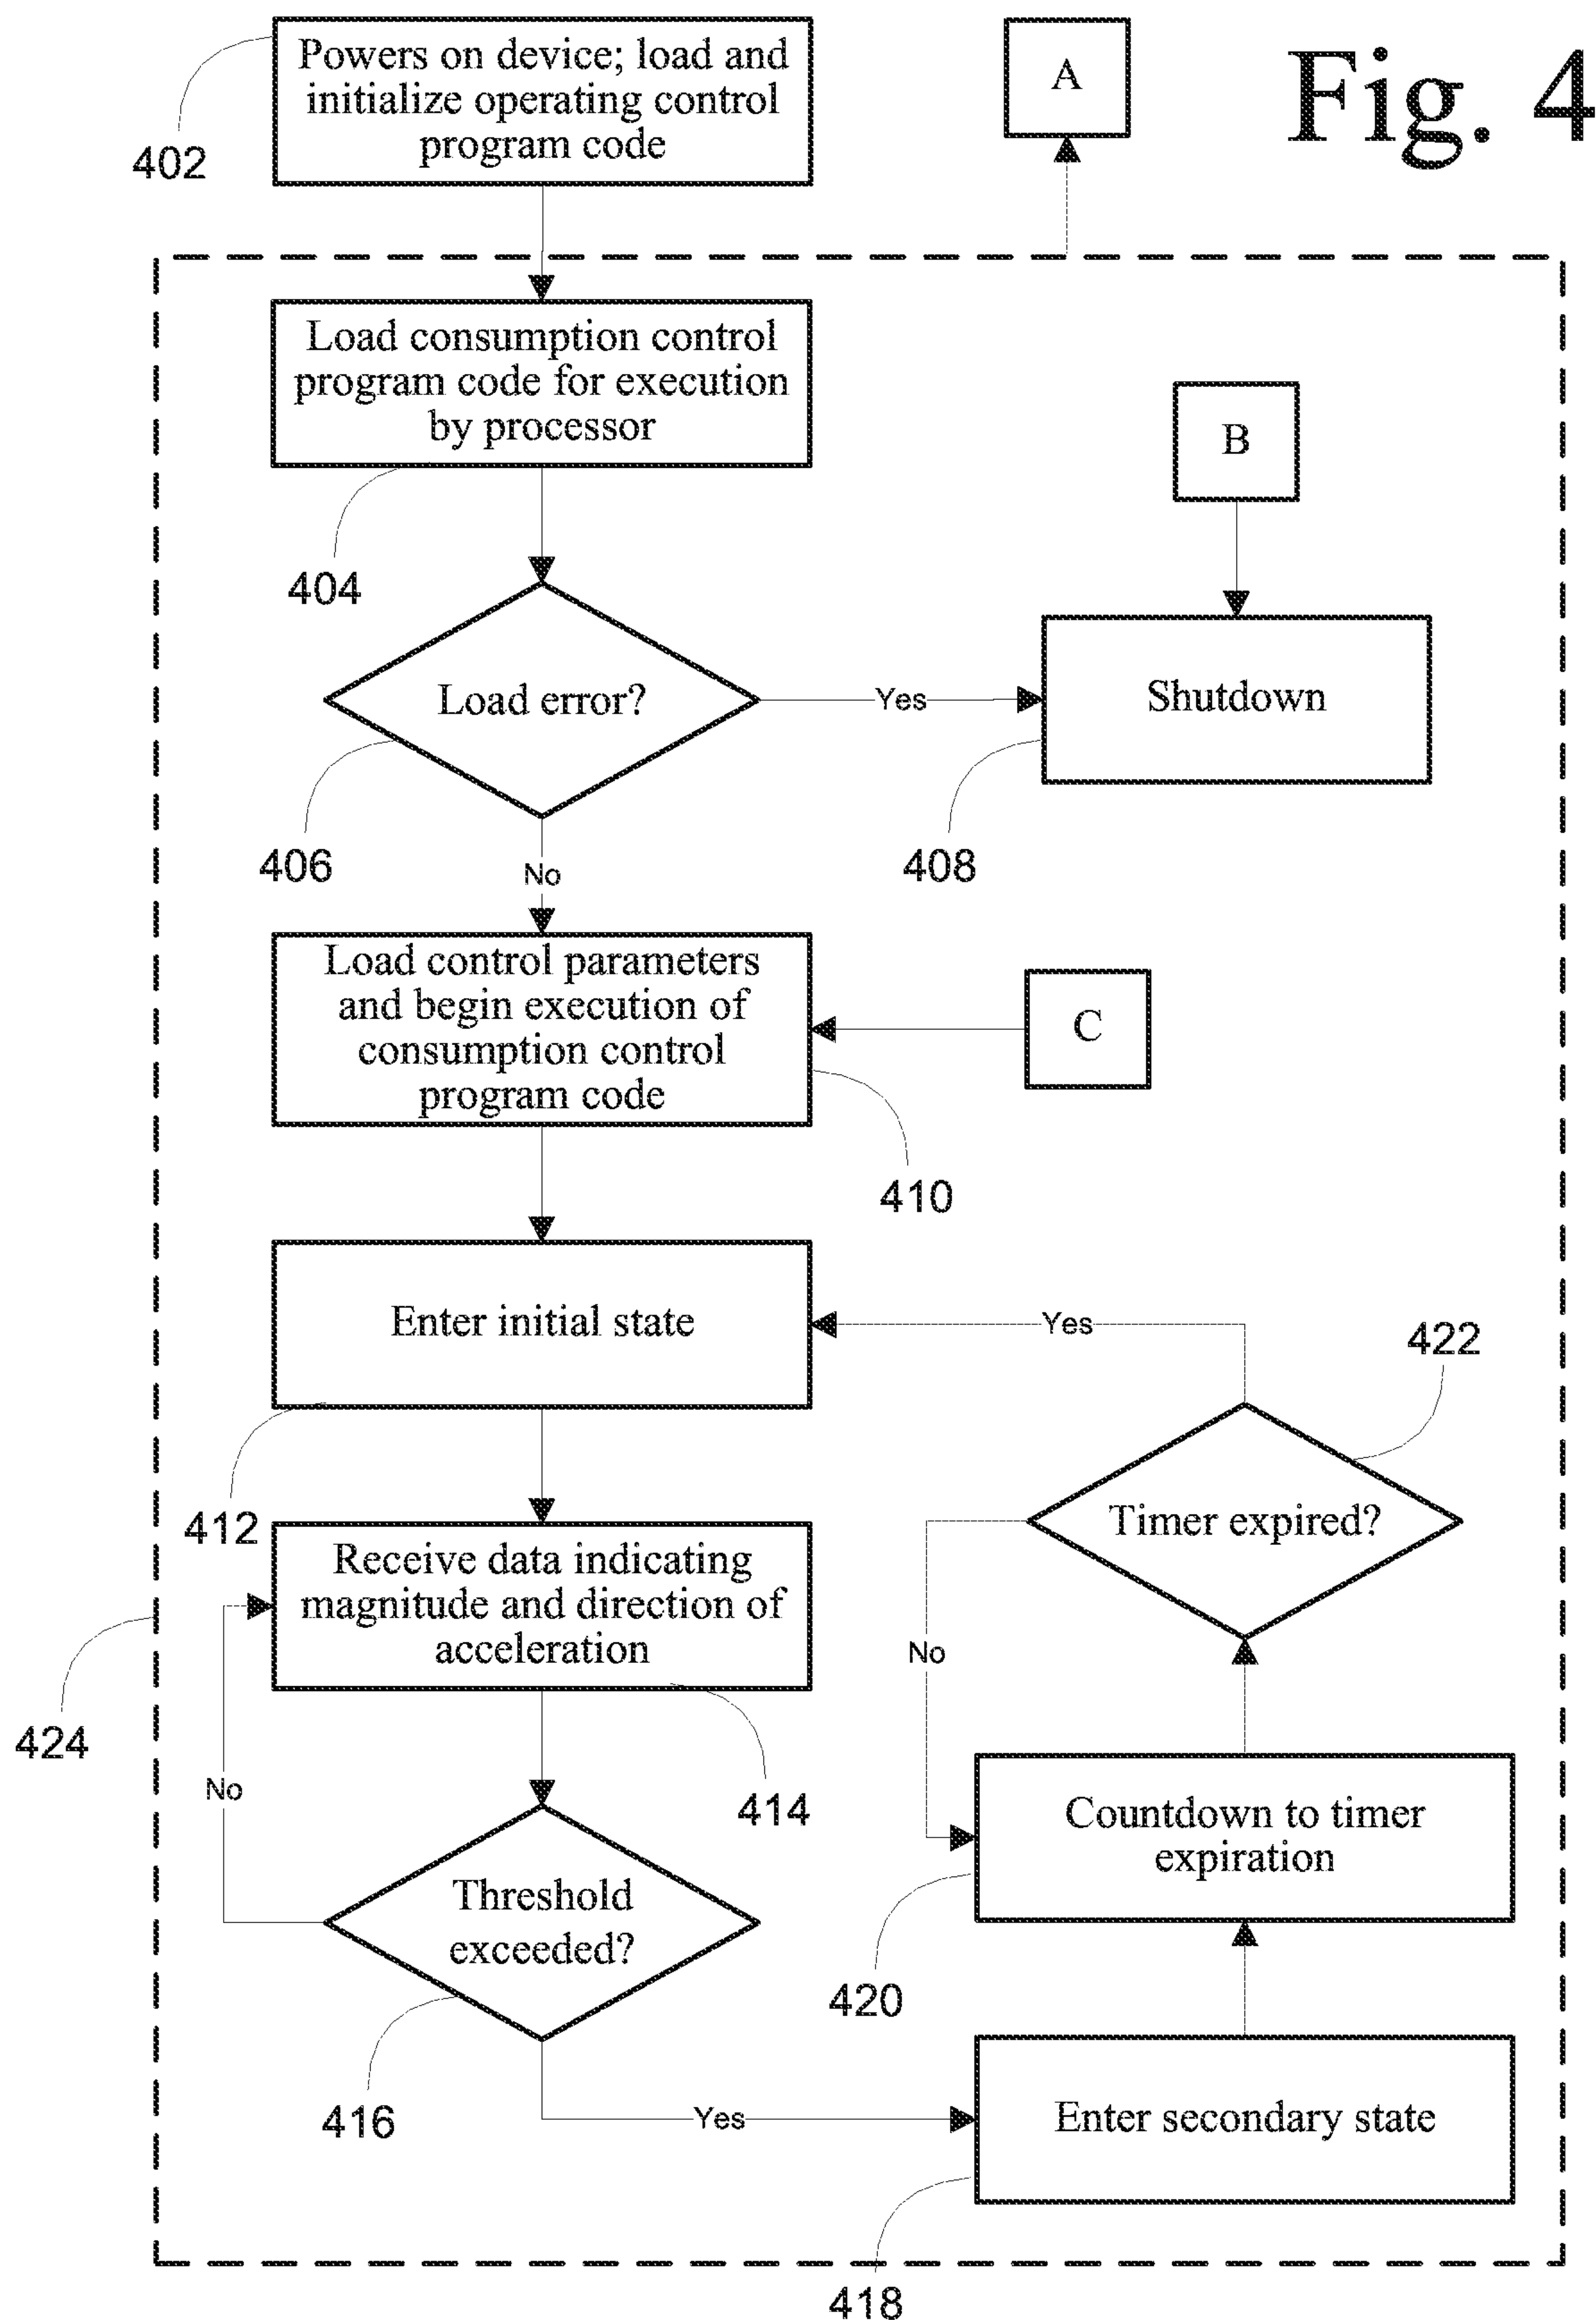 Fig. 4
Powers on device; load and
initialize operating control
program code
402
A
Load consumption control
program code for execution
by processor
404
B
Load error?
Yes
Shutdown
406
408
No
Load control parameters
and begin execution of
consumption control
program code
C
410
Enter initial state
Yes
422
412
Timer expired?
Receive data indicating
magnitude and direction of
acceleration
No
424
No
414
Countdown to timer
expiration
Threshold
exceeded?
420
416
Yes
Enter secondary state
418